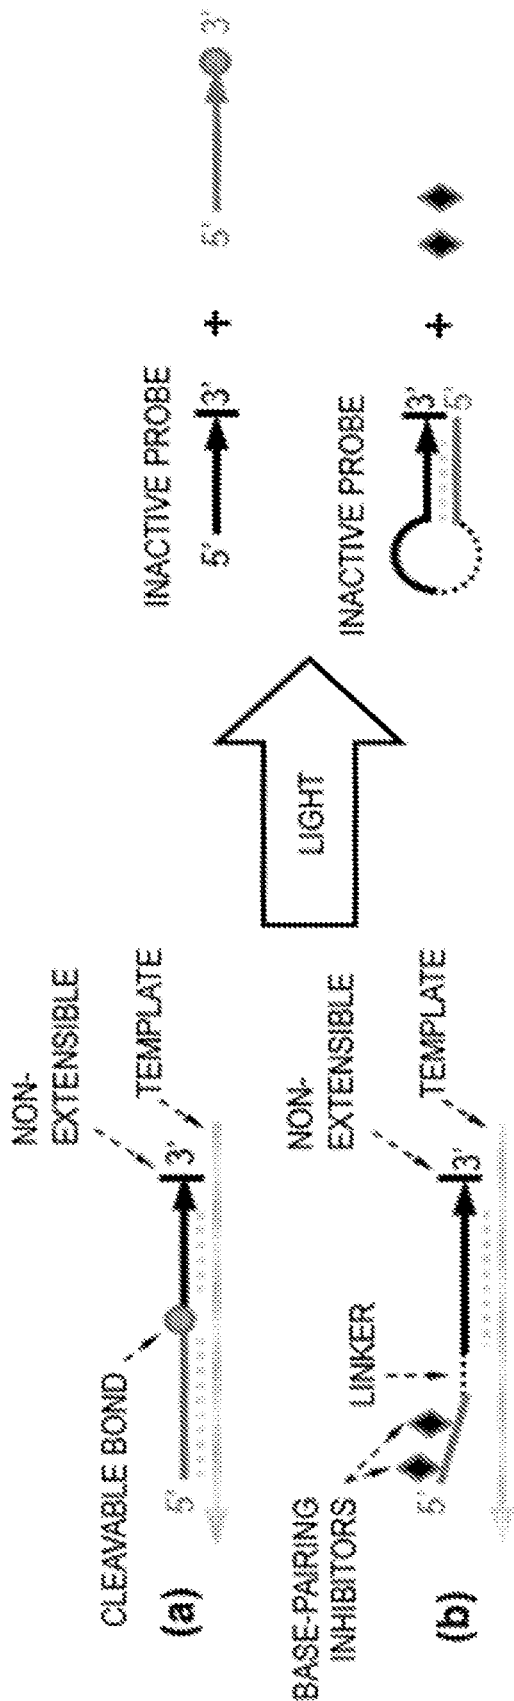 (a)
CLEAVABLE BOND
NON-
EXTENSIBLE
TEMPLATE
5'
3'
INACTIVE PROBE
5'
3'
+
5'
3'
LIGHT
(b)
BASE-PAIRING
INHIBITORS
LINKER
NON-
EXTENSIBLE
TEMPLATE
5'
3'
INACTIVE PROBE
3'
5'
+